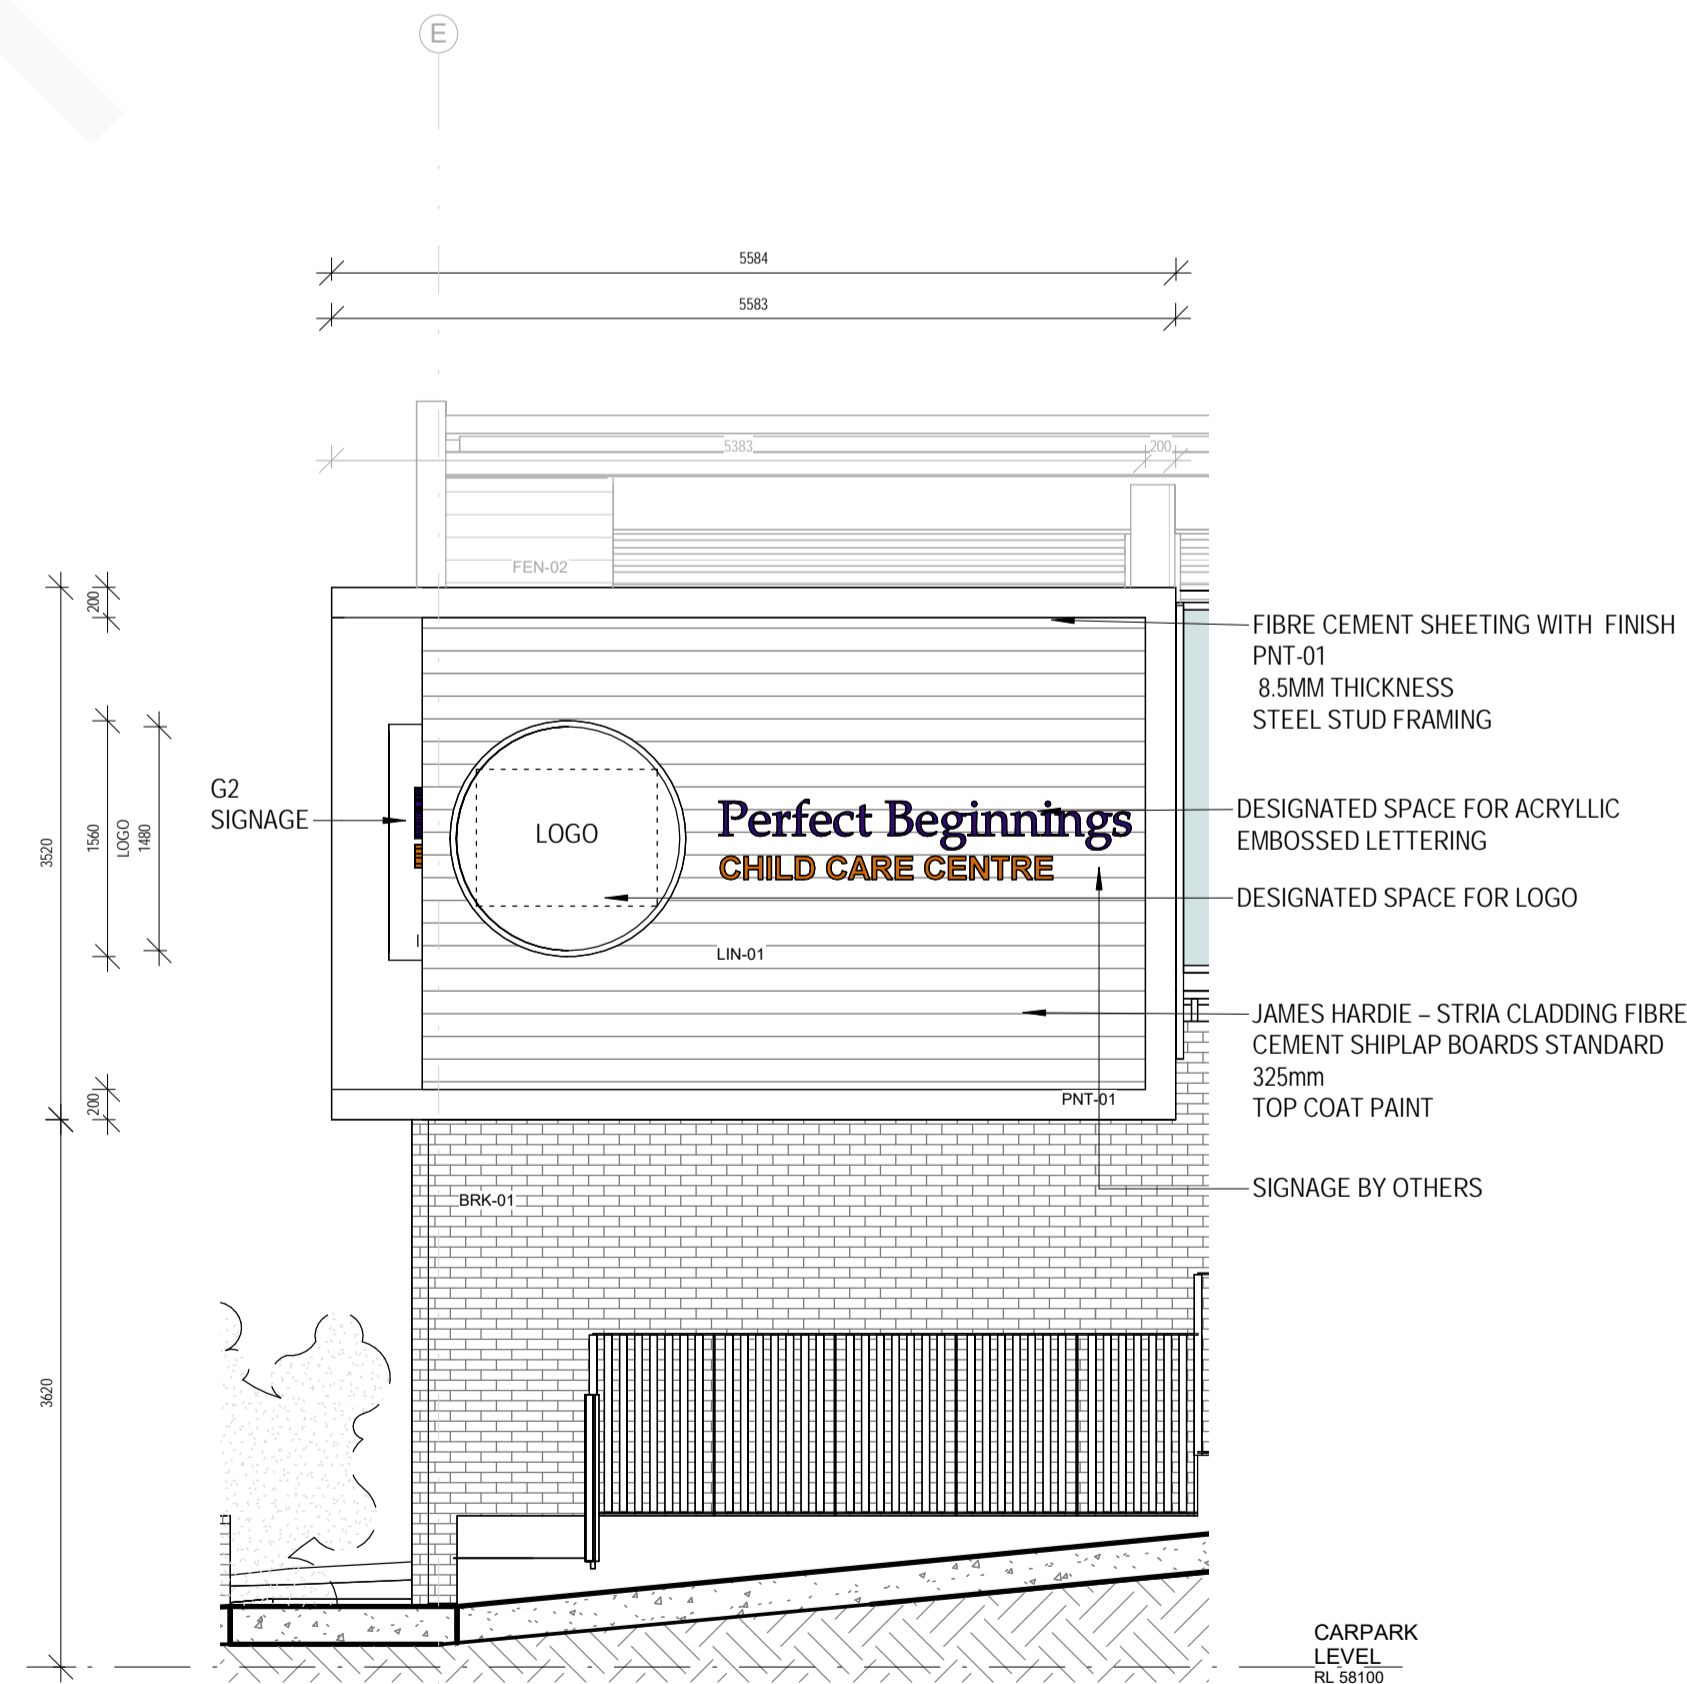 E
5584
5583
5383
200
FEN-02
200
3520
1560
LOGO
1480
200
3620
G2
SIGNAGE
LOGO
Perfect Beginnings
CHILD CARE CENTRE
LIN-01
PNT-01
BRK-01
FIBRE CEMENT SHEETING WITH FINISH
PNT-01
8.5MM THICKNESS
STEEL STUD FRAMING
DESIGNATED SPACE FOR ACRYLLIC
EMBOSSED LETTERING
DESIGNATED SPACE FOR LOGO
JAMES HARDIE – STRIA CLADDING FIBRE
CEMENT SHIPLAP BOARDS STANDARD
325mm
TOP COAT PAINT
SIGNAGE BY OTHERS
CARPARK
LEVEL
RL 58100